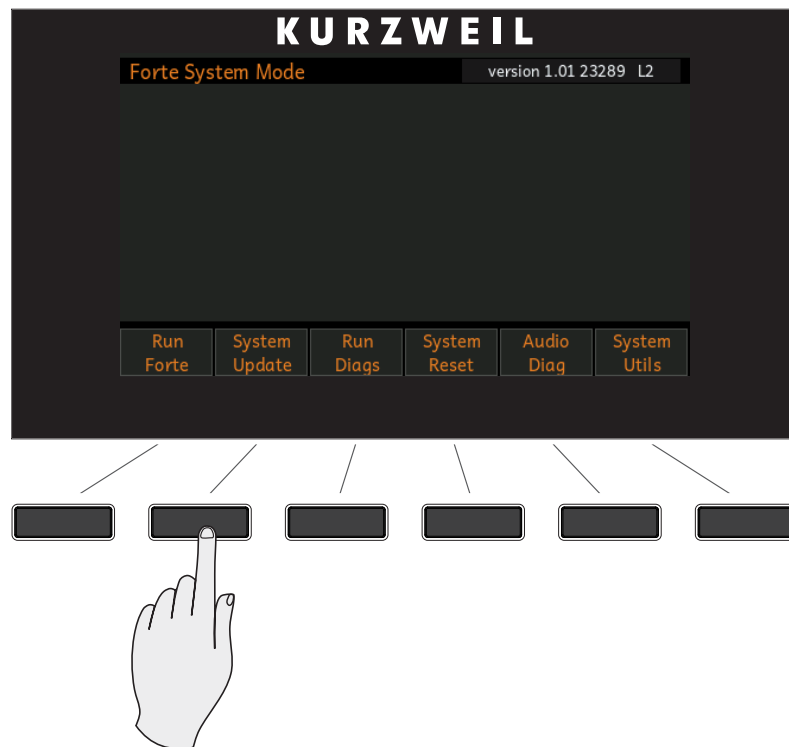 KURZWEIL
Forte System Mode version 1.01 23289 L2
Run System Run System Audio System
Forte Update Diags Reset Diag Utils